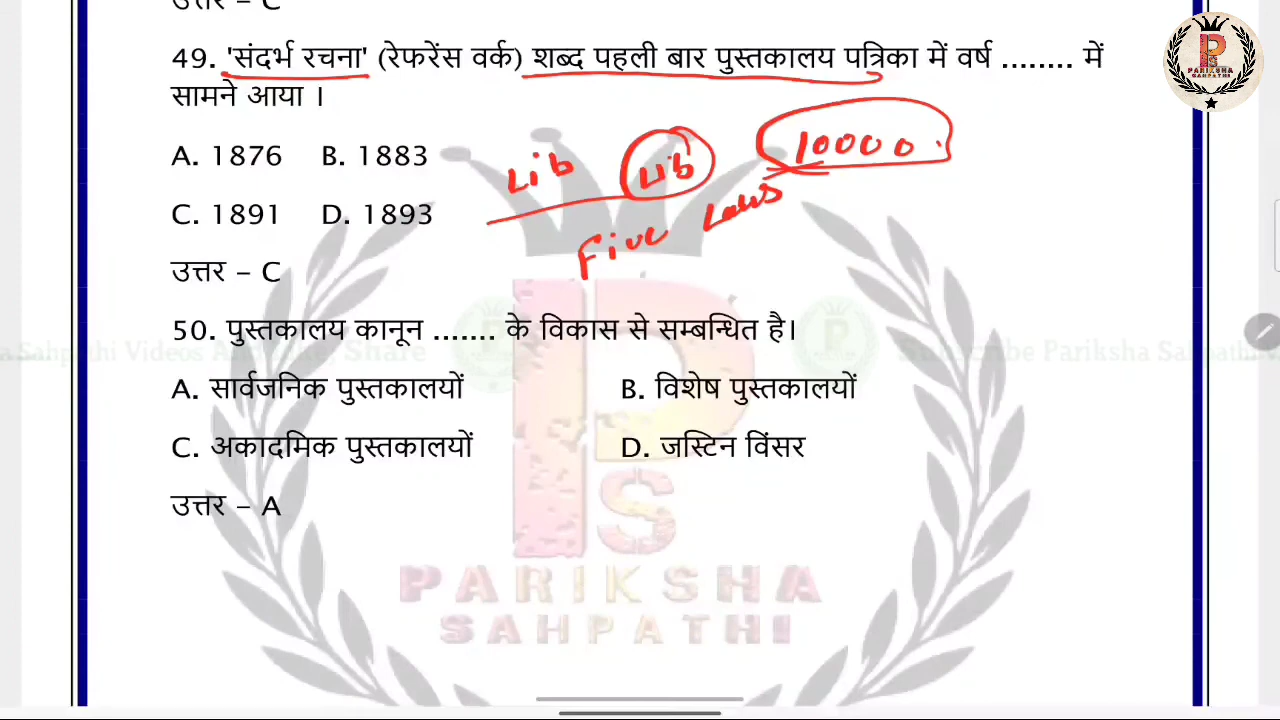 उत्तर – C
49. 'संदर्भ रचना' (रेफरेंस वर्क) शब्द पहली बार पुस्तकालय पत्रिका में वर्ष ........ में
सामने आया ।
A. 1876 B. 1883
Lib Lib 10000
C. 1891 D. 1893
Five Laws
उत्तर – C
50. पुस्तकालय कानून ....... के विकास से सम्बन्धित है।
A. सार्वजनिक पुस्तकालयों B. विशेष पुस्तकालयों
C. अकादमिक पुस्तकालयों D. जस्टिन विंसर
उत्तर – A
PARIKSHA
SAHPATHI
PARIKSHA
SAHPATHI